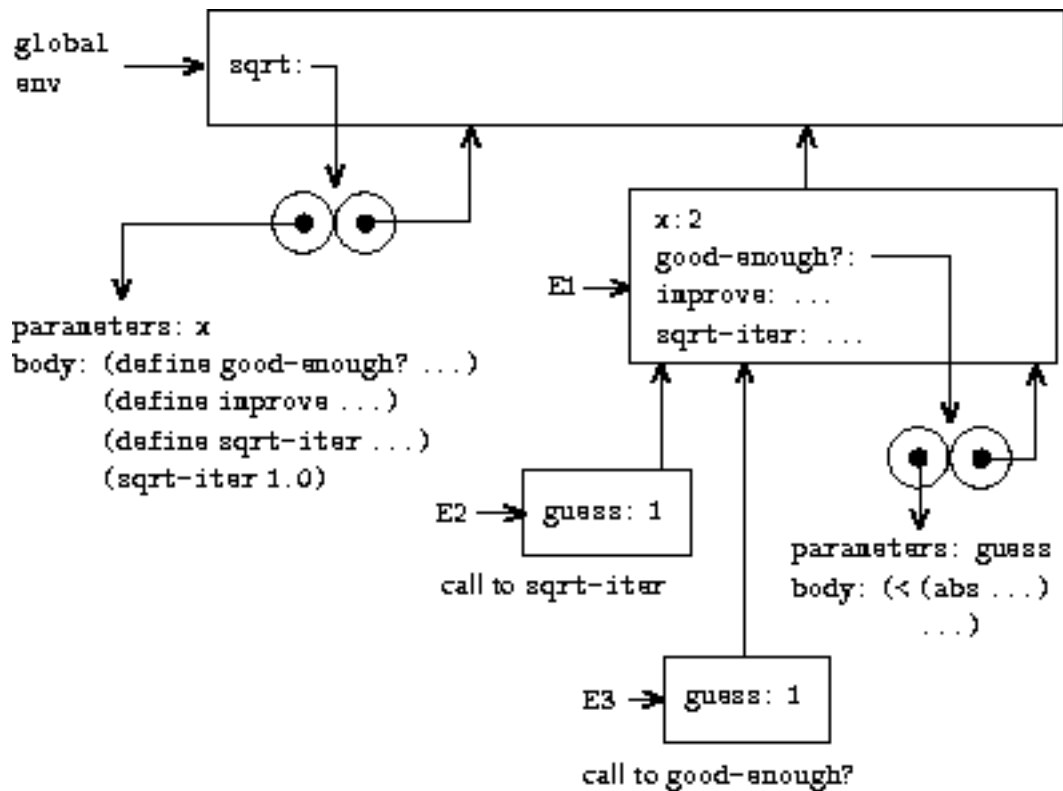 global
env
sqrt:
x:2
good-enough?:
E1
improve: ...
sqrt-iter: ...
parameters: x
body: (define good-enough? ...)
(define improve ...)
(define sqrt-iter ...)
(sqrt-iter 1.0)
E2
guess: 1
call to sqrt-iter
parameters: guess
body: (< (abs ...)
...)
E3
guess: 1
call to good-enough?